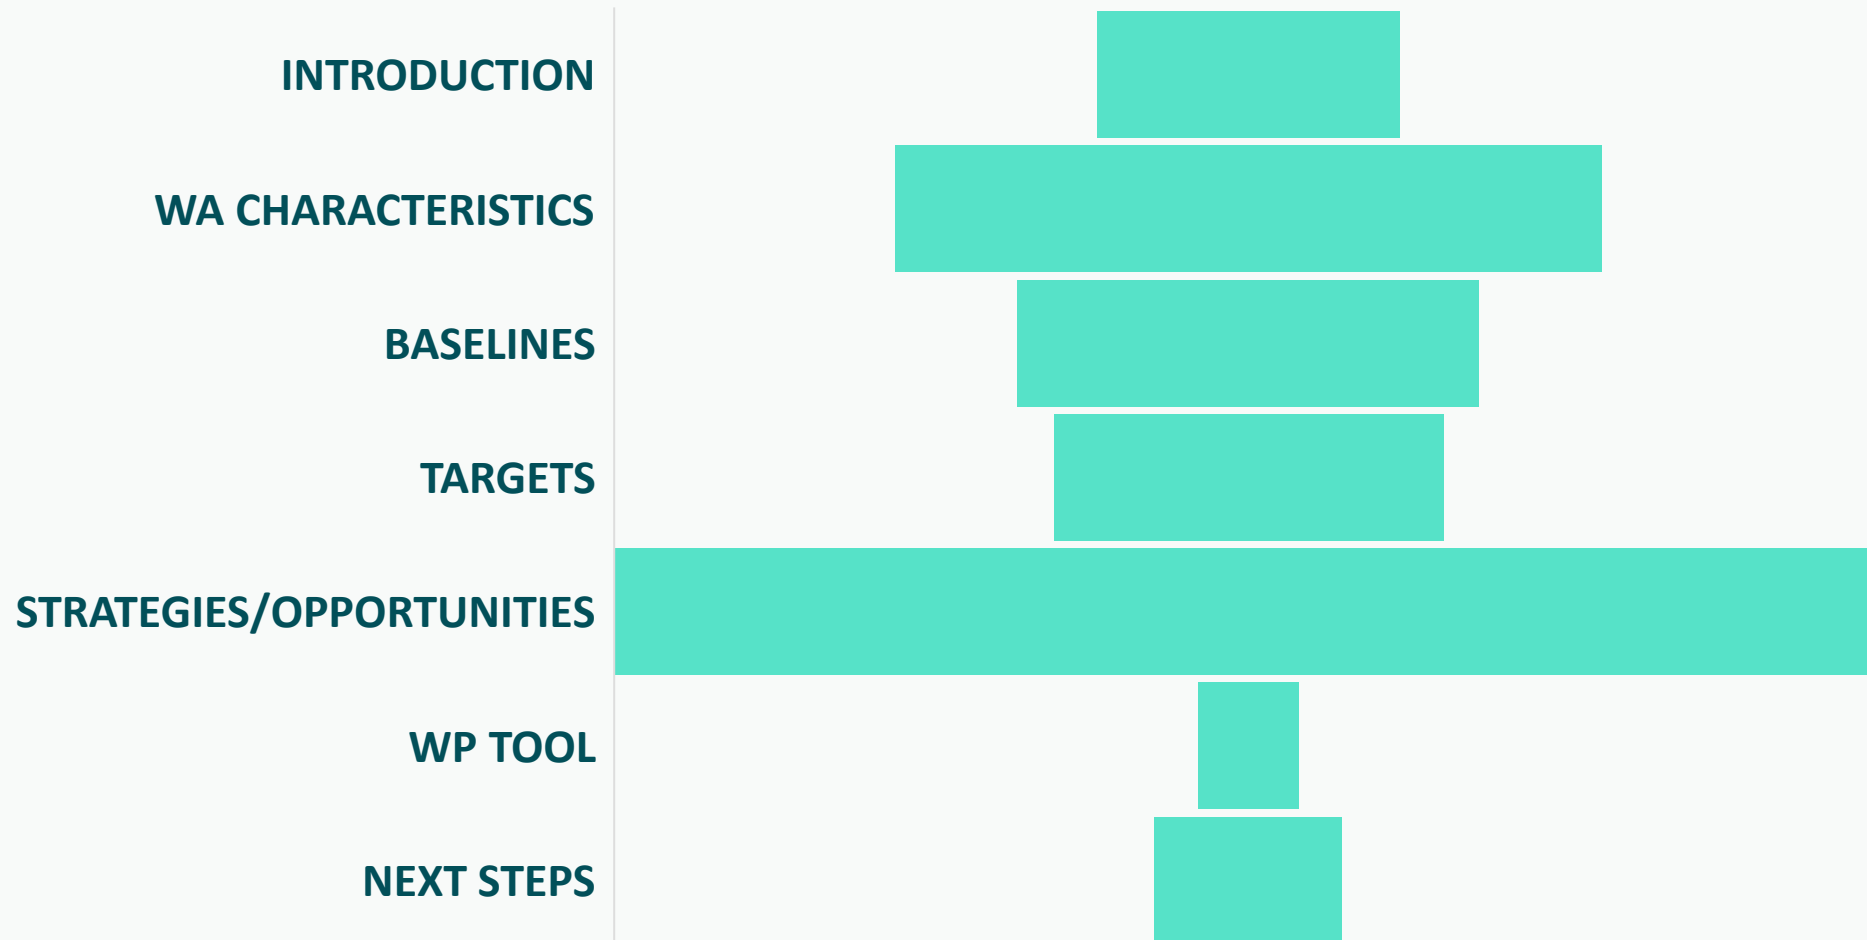 INTRODUCTION
WA CHARACTERISTICS
BASELINES
TARGETS
STRATEGIES/OPPORTUNITIES
WP TOOL
NEXT STEPS